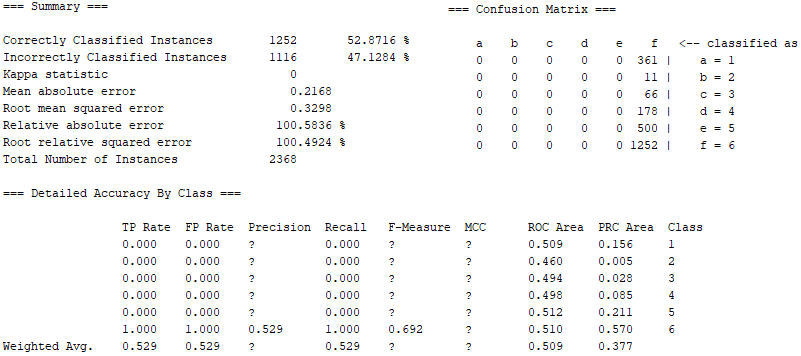 === Summary ===
Correctly Classified Instances 1252 52.8716 %
Incorrectly Classified Instances 1116 47.1284 %
Kappa statistic 0
Mean absolute error 0.2168
Root mean squared error 0.3298
Relative absolute error 100.5836 %
Root relative squared error 100.4924 %
Total Number of Instances 2368
=== Confusion Matrix ===
a b c d e f <-- classified as
0 0 0 0 0 361 | a = 1
0 0 0 0 0 11 | b = 2
0 0 0 0 0 66 | c = 3
0 0 0 0 0 178 | d = 4
0 0 0 0 0 500 | e = 5
0 0 0 0 0 1252 | f = 6
=== Detailed Accuracy By Class ===
TP Rate FP Rate Precision Recall F-Measure MCC ROC Area PRC Area Class
0.000 0.000 ? 0.000 ? ? 0.509 0.156 1
0.000 0.000 ? 0.000 ? ? 0.460 0.005 2
0.000 0.000 ? 0.000 ? ? 0.494 0.028 3
0.000 0.000 ? 0.000 ? ? 0.498 0.085 4
0.000 0.000 ? 0.000 ? ? 0.512 0.211 5
1.000 1.000 0.529 1.000 0.692 ? 0.510 0.570 6
Weighted Avg. 0.529 0.529 ? 0.529 ? ? 0.509 0.377